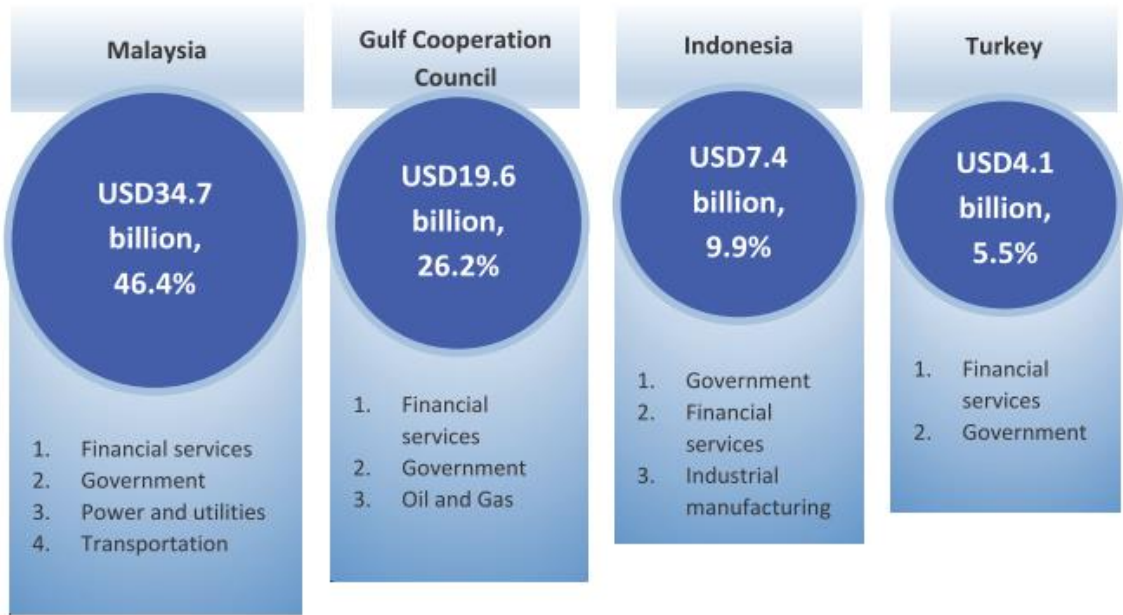 Malaysia
USD34.7
billion,
46.4%
1. Financial services
2. Government
3. Power and utilities
4. Transportation
Gulf Cooperation
Council
USD19.6
billion,
26.2%
1. Financial
services
2. Government
3. Oil and Gas
Indonesia
USD7.4
billion,
9.9%
1. Government
2. Financial
services
3. Industrial
manufacturing
Turkey
USD4.1
billion,
5.5%
1. Financial
services
2. Government